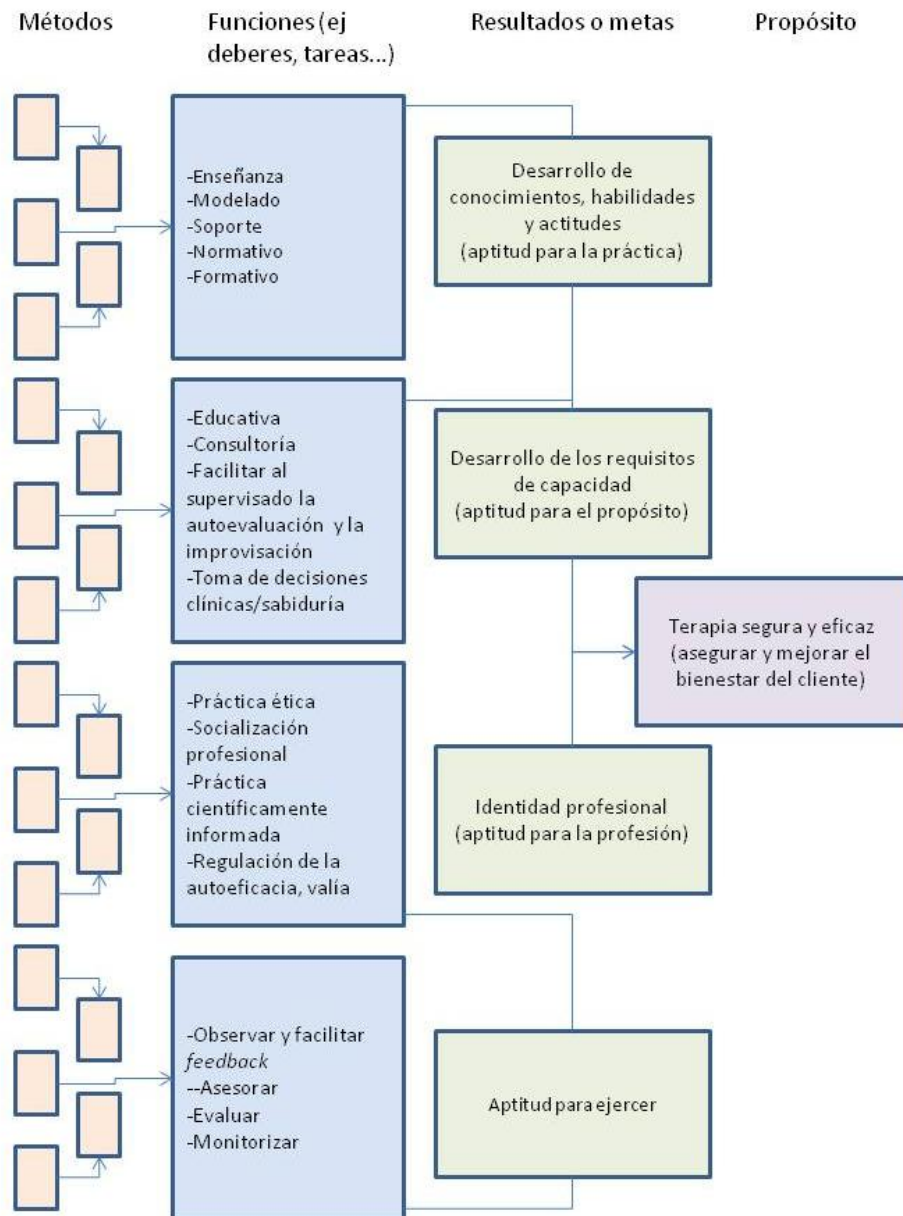 Métodos
Funciones (ej
deberes, tareas...)
Resultados o metas
Propósito
-Enseñanza
-Modelado
-Soporte
-Normativo
-Formativo
Desarrollo de
conocimientos, habilidades
y actitudes
(aptitud para la práctica)
-Educativa
-Consultoría
-Facilitar al
supervisado la
autoevaluación y la
improvisación
-Toma de decisiones
clínicas/sabiduría
Desarrollo de los requisitos
de capacidad
(aptitud para el propósito)
Terapia segura y eficaz
(asegurar y mejorar el
bienestar del cliente)
-Práctica ética
-Socialización
profesional
-Práctica
científicamente
informada
-Regulación de la
autoeficacia, valía
Identidad profesional
(aptitud para la profesión)
-Observar y facilitar
feedback
--Asesorar
-Evaluar
-Monitorizar
Aptitud para ejercer